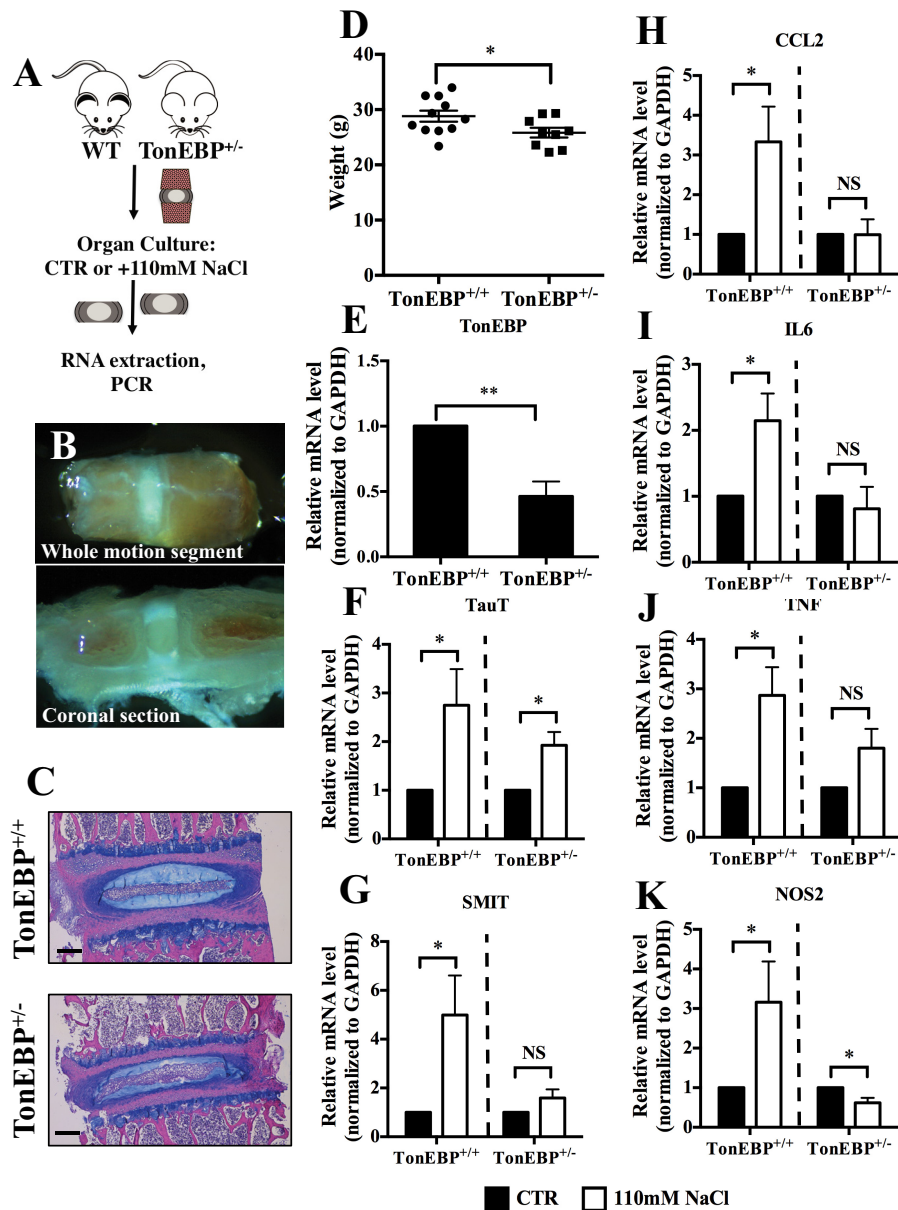 A
WT TonEBP+/-
Organ Culture:
CTR or +110mM NaCl
RNA extraction,
PCR
B
Whole motion segment
Coronal section
C
TonEBP+/+
TonEBP+/-
D
*
Weight (g)
40
30
20
10
0
TonEBP+/+ TonEBP+/-
E
TonEBP
Relative mRNA level
(normalized to GAPDH)
1.5
1.0
0.5
0.0
**
TonEBP+/+ TonEBP+/-
F
TauT
Relative mRNA level
(normalized to GAPDH)
4
3
2
1
0
*
*
TonEBP+/+ TonEBP+/-
G
SMIT
Relative mRNA level
(normalized to GAPDH)
8
6
4
2
0
*
NS
TonEBP+/+ TonEBP+/-
H
CCL2
Relative mRNA level
(normalized to GAPDH)
5
4
3
2
1
0
*
NS
TonEBP+/+ TonEBP+/-
I
IL6
Relative mRNA level
(normalized to GAPDH)
3
2
1
0
*
NS
TonEBP+/+ TonEBP+/-
J
TNF
Relative mRNA level
(normalized to GAPDH)
4
3
2
1
0
*
NS
TonEBP+/+ TonEBP+/-
K
NOS2
Relative mRNA level
(normalized to GAPDH)
5
4
3
2
1
0
*
*
TonEBP+/+ TonEBP+/-
CTR 110mM NaCl